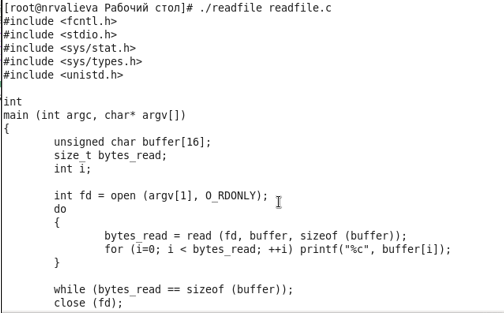 [root@nrvalieva Рабочий стол]# ./readfile readfile.c
#include <fcntl.h>
#include <stdio.h>
#include <sys/stat.h>
#include <sys/types.h>
#include <unistd.h>

int
main (int argc, char* argv[])
{
        unsigned char buffer[16];
        size_t bytes_read;
        int i;

        int fd = open (argv[1], O_RDONLY);
        do
        {
                bytes_read = read (fd, buffer, sizeof (buffer));
                for (i=0; i < bytes_read; ++i) printf("%c", buffer[i]);
        }

        while (bytes_read == sizeof (buffer));
        close (fd);